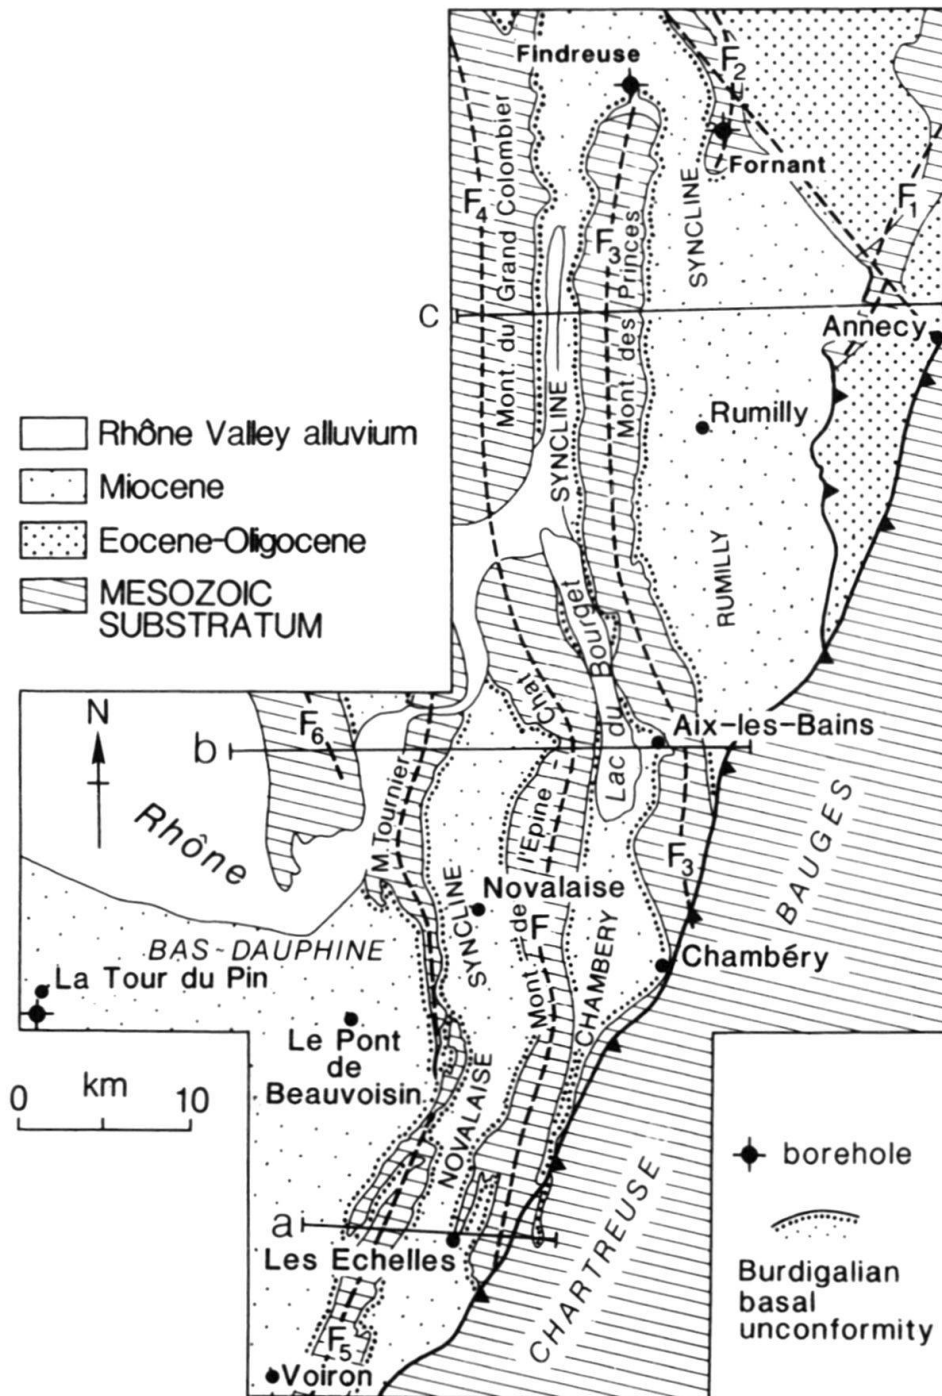 Findreuse
F2
Fornant
F1
F4
Mont. du Grand Colombier
F3
Mont. des Princes
SYNCLINE
c
Annecy
Rumilly
SYNCLINE
RUMILLY
Rhône Valley alluvium
Miocene
Eocene-Oligocene
MESOZOIC
SUBSTRATUM
N
b
F6
Rhône
M. Tournier
Chat
Lac du Bourget
Aix-les-Bains
l'Epine
F3
BAUGES
Novalaise
SYNCLINE
F
Mont de
CHAMBERY
Chambéry
BAS-DAUPHINE
La Tour du Pin
Le Pont
de
Beauvoisin
NOVALAISE
km
0 10
a
Les Echelles
CHARTREUSE
F5
Voiron
borehole
Burdigalian
basal
unconformity